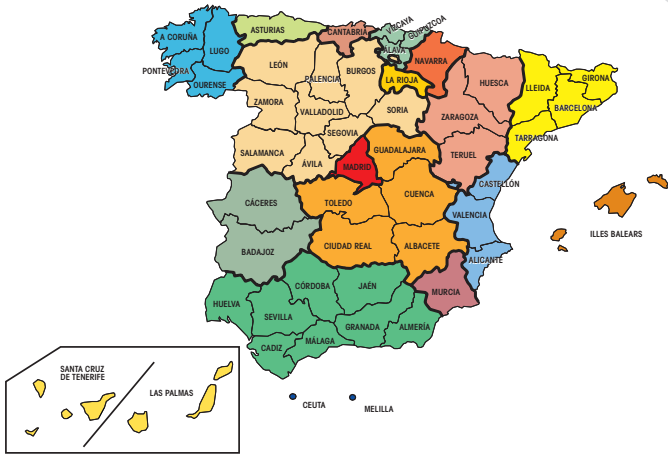 A CORUÑA
LUGO
PONTEVEDRA
OURENSE
ASTURIAS
CANTABRIA
VIZCAYA
GUIPÚZCOA
ÁLAVA
NAVARRA
LA RIOJA
LEÓN
PALENCIA
BURGOS
ZAMORA
VALLADOLID
SORIA
SEGOVIA
SALAMANCA
ÁVILA
HUESCA
ZARAGOZA
TERUEL
LLEIDA
GIRONA
BARCELONA
TARRAGONA
MADRID
GUADALAJARA
TOLEDO
CUENCA
CIUDAD REAL
ALBACETE
CASTELLÓN
VALENCIA
ALICANTE
ILLES BALEARS
CÁCERES
BADAJOZ
MURCIA
HUELVA
SEVILLA
CÓRDOBA
JAÉN
CADIZ
MÁLAGA
GRANADA
ALMERÍA
SANTA CRUZ
DE TENERIFE
LAS PALMAS
CEUTA
MELILLA